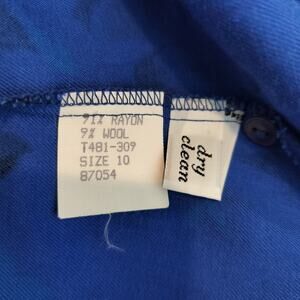 91% RAYON
9% WOOL
T481-309
SIZE 10
87054
dry
clean